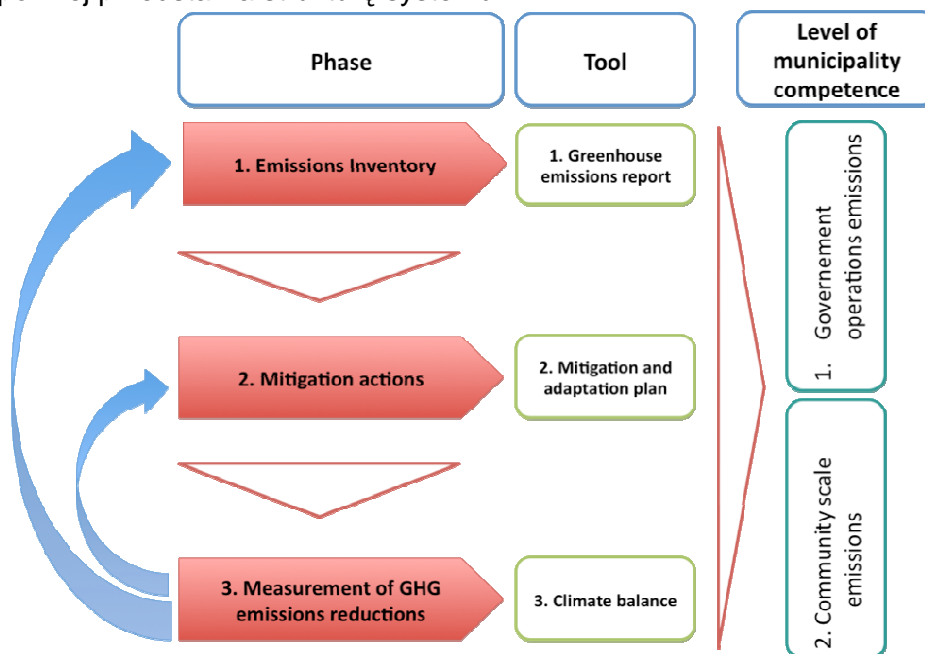 Phase
Tool
Level of
municipality
competence
1. Emissions Inventory
1. Greenhouse
emissions report
2. Mitigation actions
2. Mitigation and
adaptation plan
3. Measurement of GHG
emissions reductions
3. Climate balance
1. Governement
operations emissions
2. Community scale
emissions